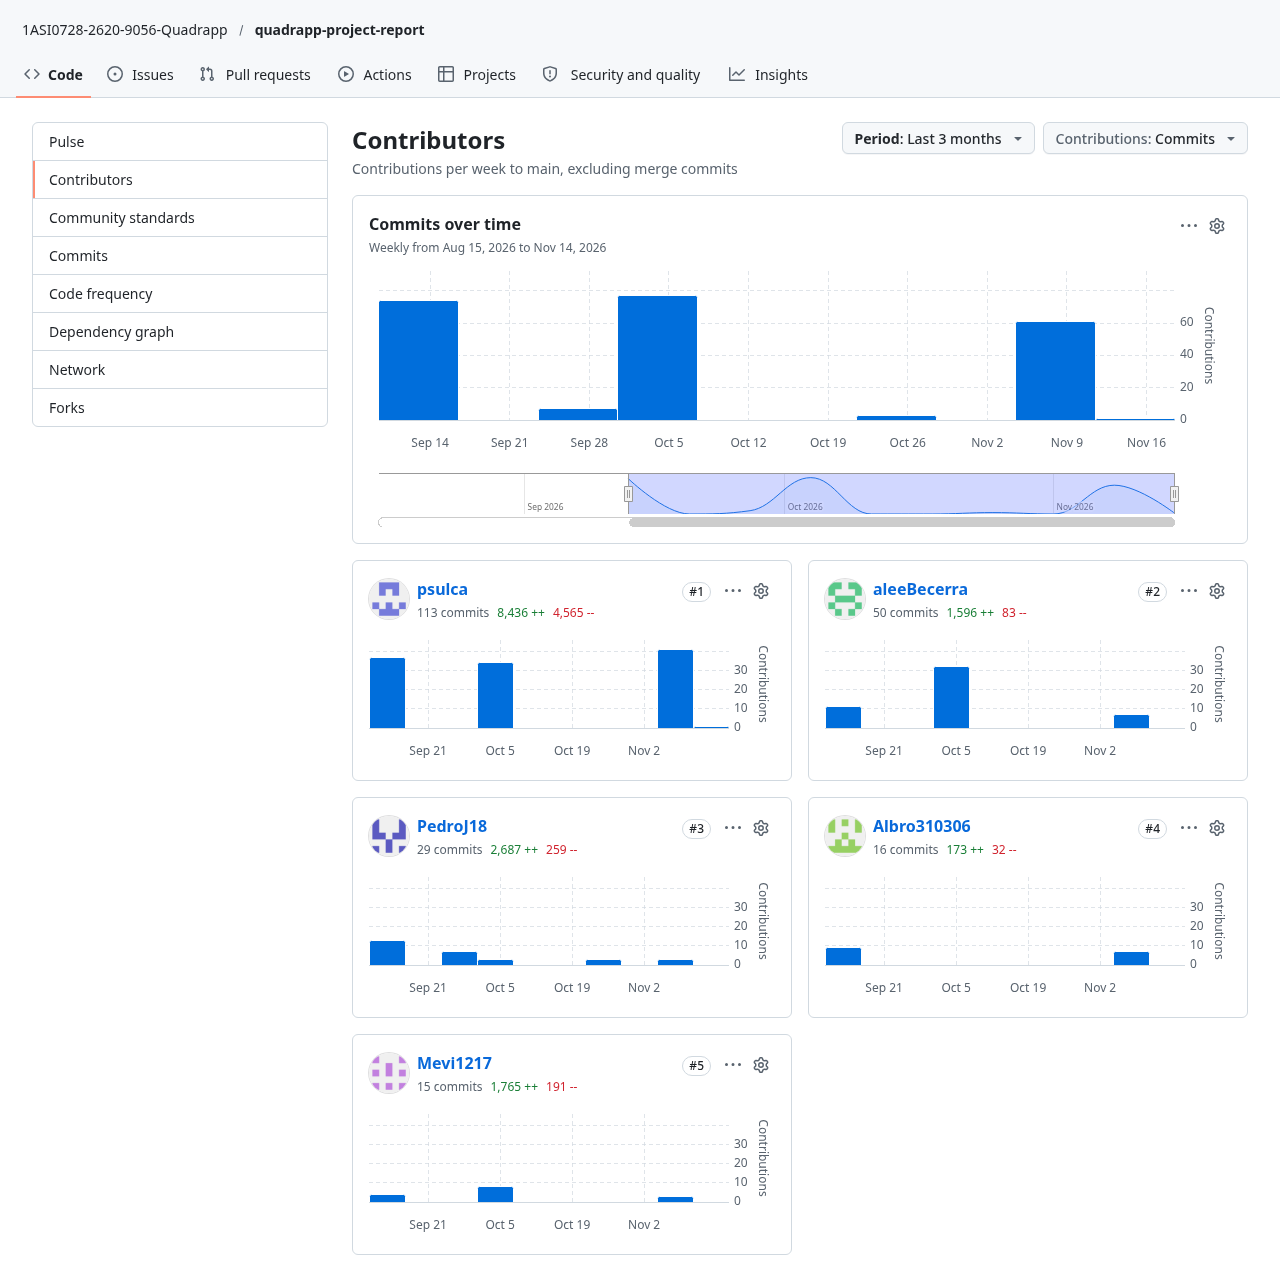 1ASI0728-2620-9056-Quadrapp / quadrapp-project-report
Code Issues Pull requests Actions Projects Security and quality Insights
Pulse
Contributors
Community standards
Commits
Code frequency
Dependency graph
Network
Forks
Contributors
Period: Last 3 months
Contributions: Commits
Contributions per week to main, excluding merge commits
Commits over time
Weekly from Aug 15, 2026 to Nov 14, 2026
60
40
20
0
Contributions
Sep 14 Sep 21 Sep 28 Oct 5 Oct 12 Oct 19 Oct 26 Nov 2 Nov 9 Nov 16
Sep 2026 Oct 2026 Nov 2026
psulca
#1
113 commits 8,436 ++ 4,565 --
30
20
10
0
Contributions
Sep 21 Oct 5 Oct 19 Nov 2
aleeBecerra
#2
50 commits 1,596 ++ 83 --
30
20
10
0
Contributions
Sep 21 Oct 5 Oct 19 Nov 2
PedroJ18
#3
29 commits 2,687 ++ 259 --
30
20
10
0
Contributions
Sep 21 Oct 5 Oct 19 Nov 2
Albro310306
#4
16 commits 173 ++ 32 --
30
20
10
0
Contributions
Sep 21 Oct 5 Oct 19 Nov 2
Mevi1217
#5
15 commits 1,765 ++ 191 --
30
20
10
0
Contributions
Sep 21 Oct 5 Oct 19 Nov 2